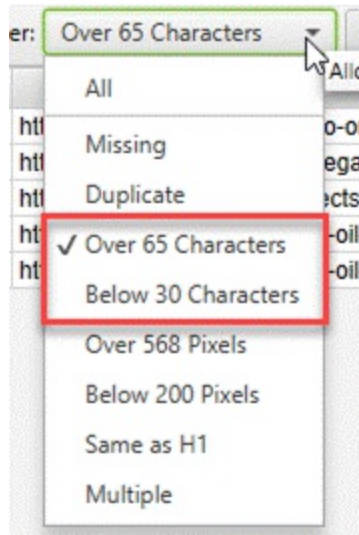 er: Over 65 Characters
All
Missing
Duplicate
✓ Over 65 Characters
Below 30 Characters
Over 568 Pixels
Below 200 Pixels
Same as H1
Multiple